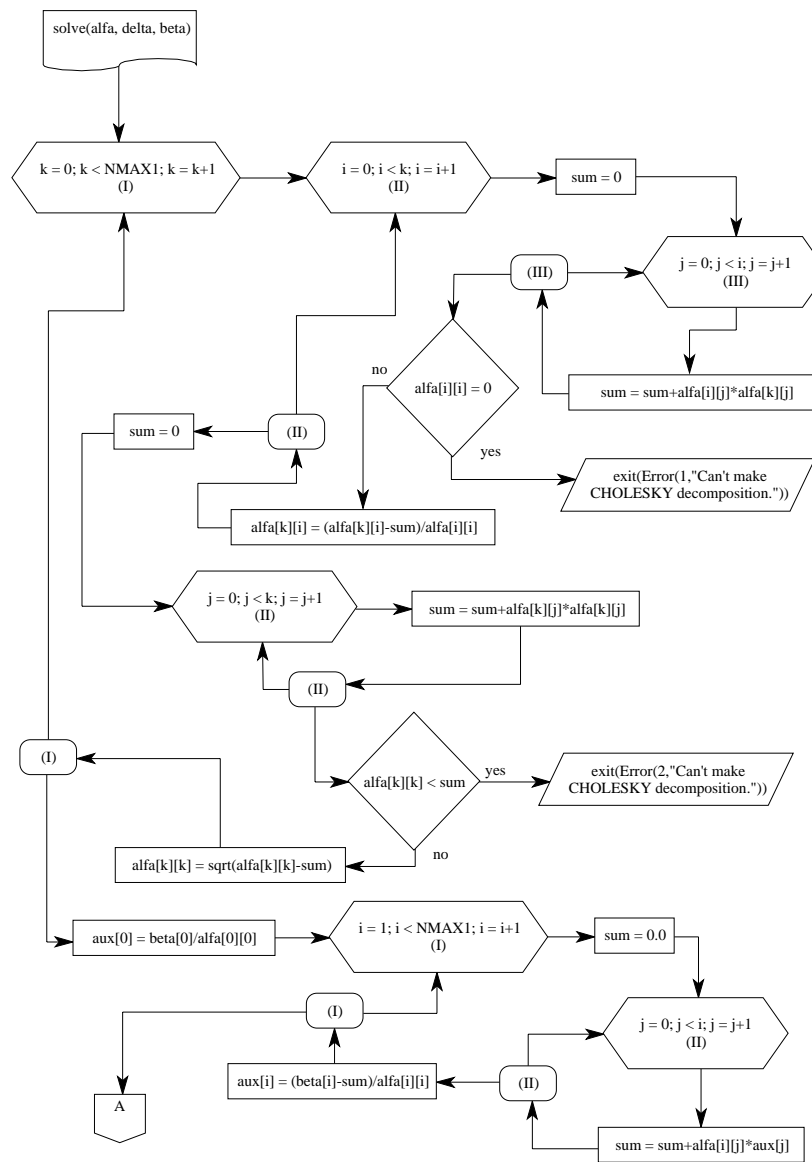 solve(alfa, delta, beta)
k = 0; k < NMAX1; k = k+1
(I)
i = 0; i < k; i = i+1
(II)
sum = 0
j = 0; j < i; j = j+1
(III)
(III)
sum = sum+alfa[i][j]*alfa[k][j]
alfa[i][i] = 0
no
yes
exit(Error(1,"Can't make
CHOLESKY decomposition."))
sum = 0
(II)
alfa[k][i] = (alfa[k][i]-sum)/alfa[i][i]
j = 0; j < k; j = j+1
(II)
sum = sum+alfa[k][j]*alfa[k][j]
(II)
(I)
alfa[k][k] < sum
yes
exit(Error(2,"Can't make
CHOLESKY decomposition."))
no
alfa[k][k] = sqrt(alfa[k][k]-sum)
aux[0] = beta[0]/alfa[0][0]
i = 1; i < NMAX1; i = i+1
(I)
sum = 0.0
j = 0; j < i; j = j+1
(II)
(I)
aux[i] = (beta[i]-sum)/alfa[i][i]
(II)
A
sum = sum+alfa[i][j]*aux[j]